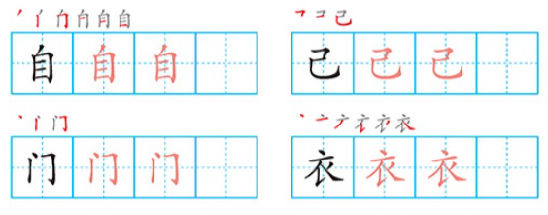 自 自 自
己 己 己
门 门 门
衣 衣 衣